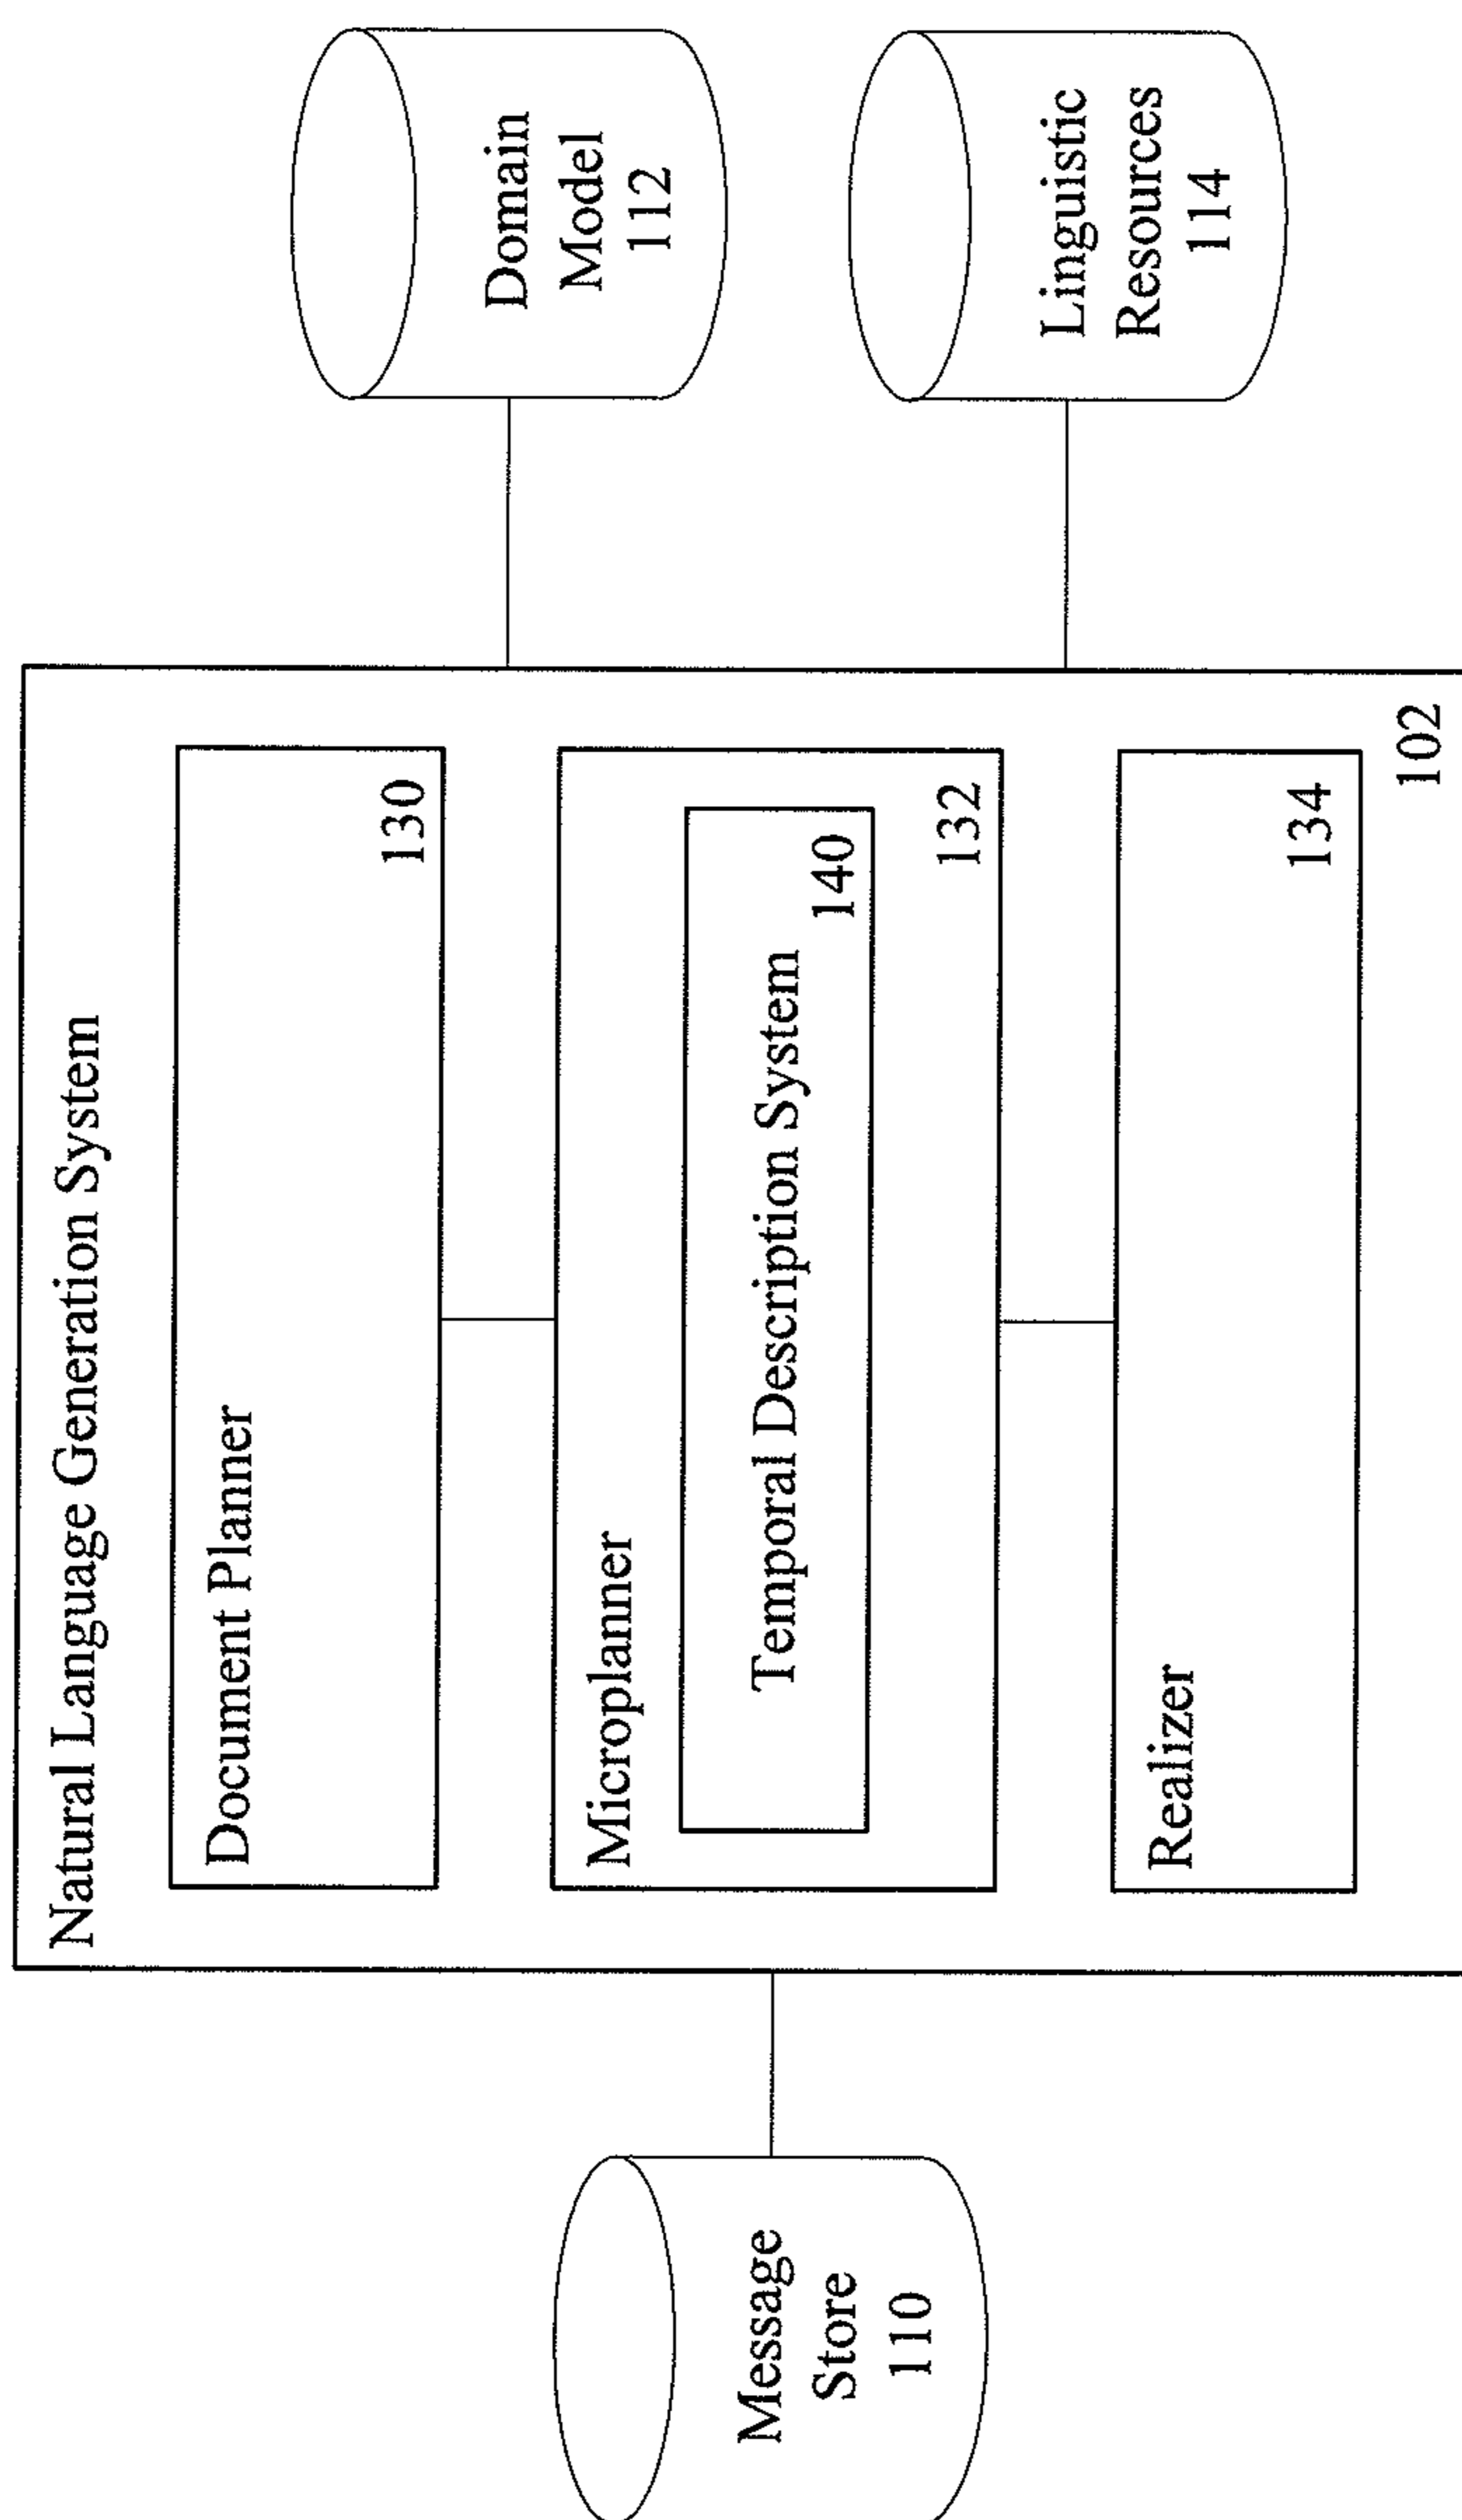 Message
Store
110
Natural Language Generation System
Document Planner
130
Microplanner
Temporal Description System
140
132
Realizer
134
102
Domain
Model
112
Linguistic
Resources
114